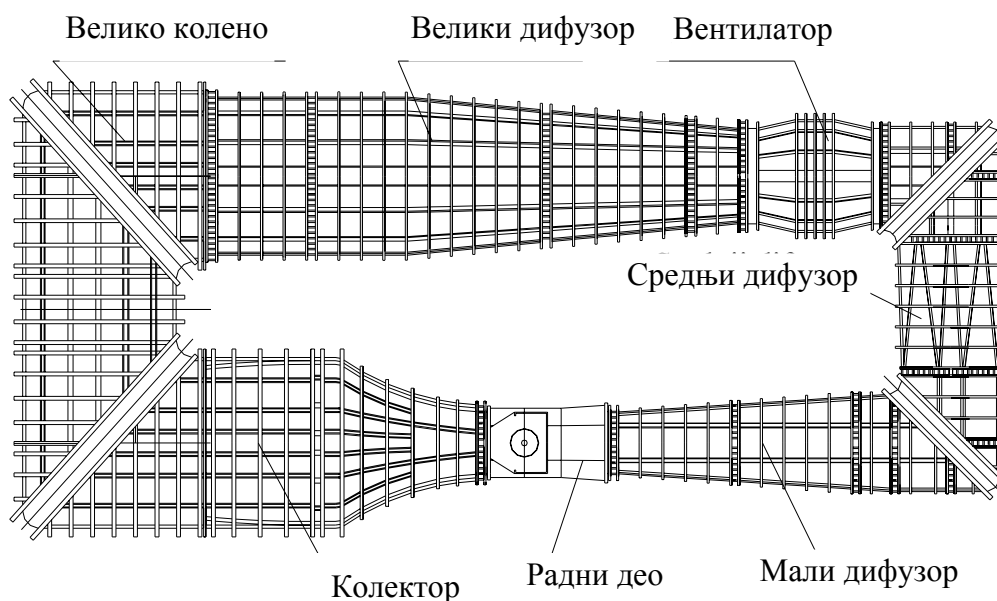 Велико колено
Велики дифузор
Вентилатор
Средњи дифузор
Колектор
Радни део
Мали дифузор